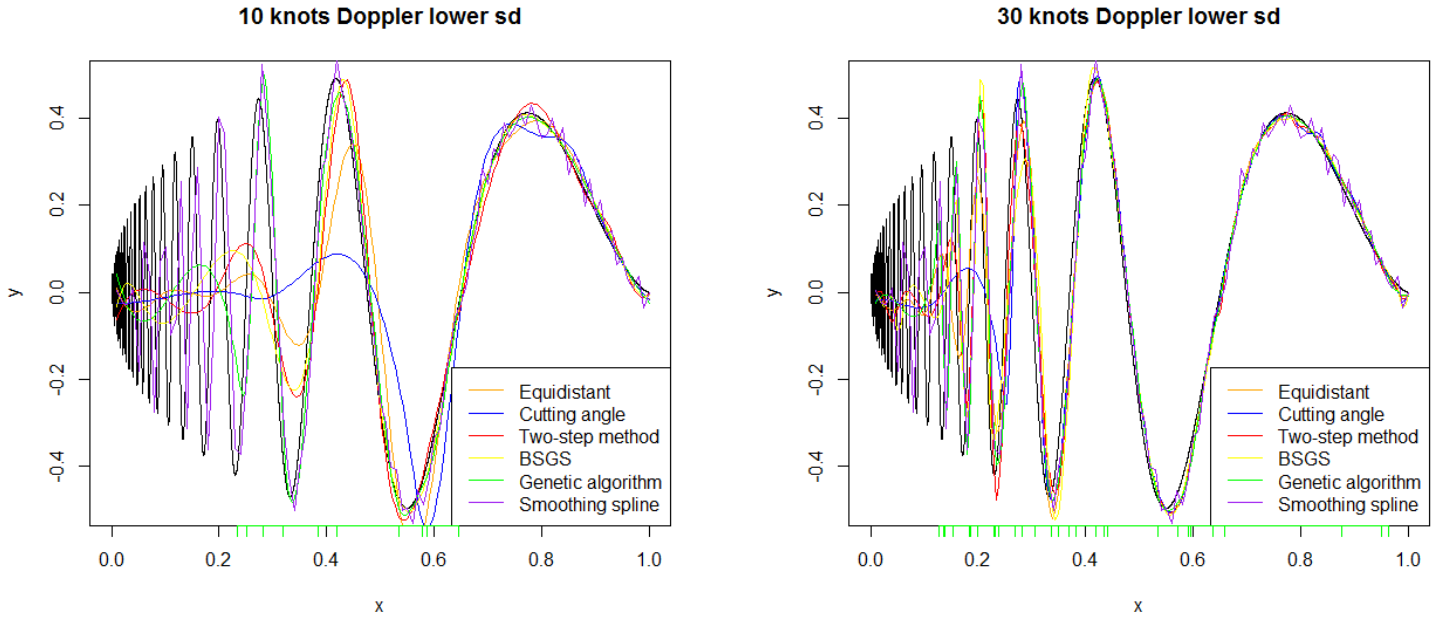 10 knots Doppler lower sd
y
0.4
0.2
0.0
-0.2
-0.4
Equidistant
Cutting angle
Two-step method
BSGS
Genetic algorithm
Smoothing spline
0.0 0.2 0.4 0.6 0.8 1.0
x
30 knots Doppler lower sd
y
0.4
0.2
0.0
-0.2
-0.4
Equidistant
Cutting angle
Two-step method
BSGS
Genetic algorithm
Smoothing spline
0.0 0.2 0.4 0.6 0.8 1.0
x